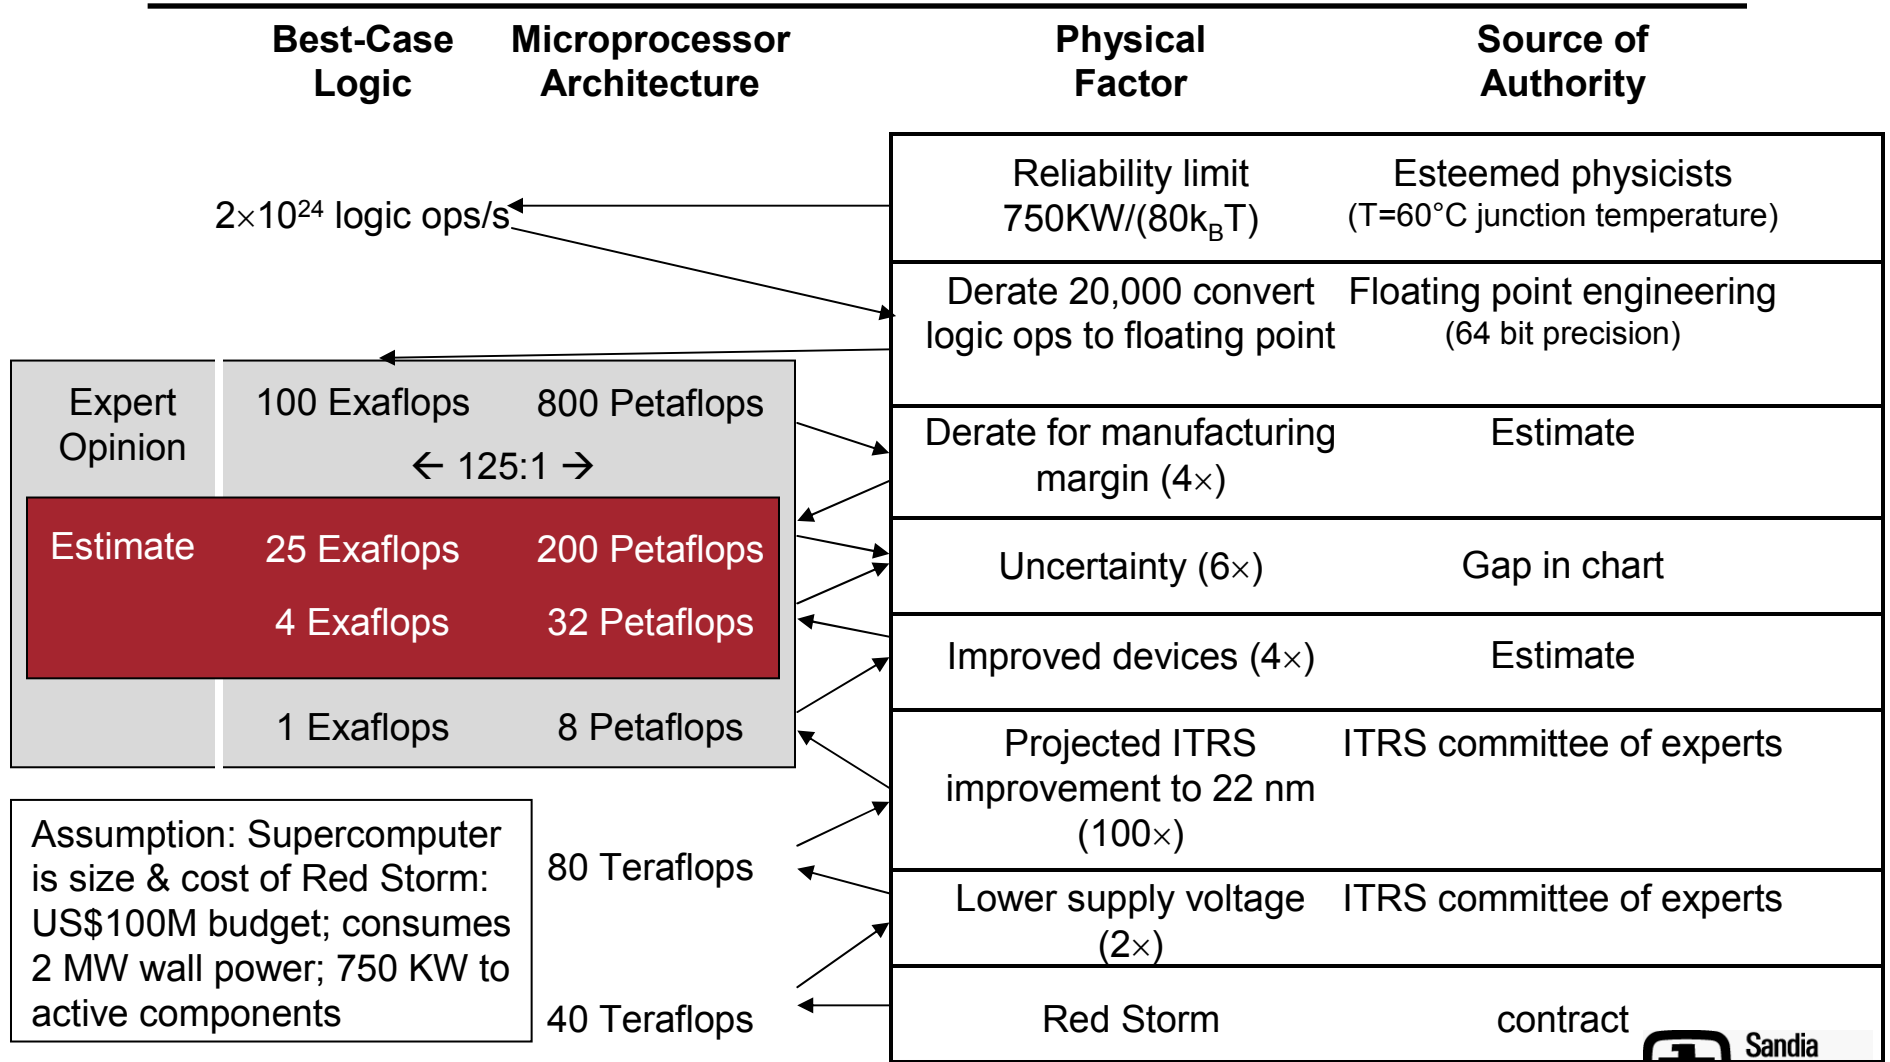 Best-Case Logic
Microprocessor Architecture
Physical Factor
Source of Authority
2×10²⁴ logic ops/s
Reliability limit
750KW/(80k_BT)
Esteemed physicists
(T=60°C junction temperature)
Derate 20,000 convert
logic ops to floating point
Floating point engineering
(64 bit precision)
Expert
Opinion
100 Exaflops
800 Petaflops
← 125:1 →
Derate for manufacturing
margin (4×)
Estimate
Estimate
25 Exaflops
200 Petaflops
Uncertainty (6×)
Gap in chart
4 Exaflops
32 Petaflops
Improved devices (4×)
Estimate
1 Exaflops
8 Petaflops
Projected ITRS
improvement to 22 nm
(100×)
ITRS committee of experts
80 Teraflops
Lower supply voltage
(2×)
ITRS committee of experts
40 Teraflops
Red Storm
contract
Assumption: Supercomputer
is size & cost of Red Storm:
US$100M budget; consumes
2 MW wall power; 750 KW to
active components
Sandia